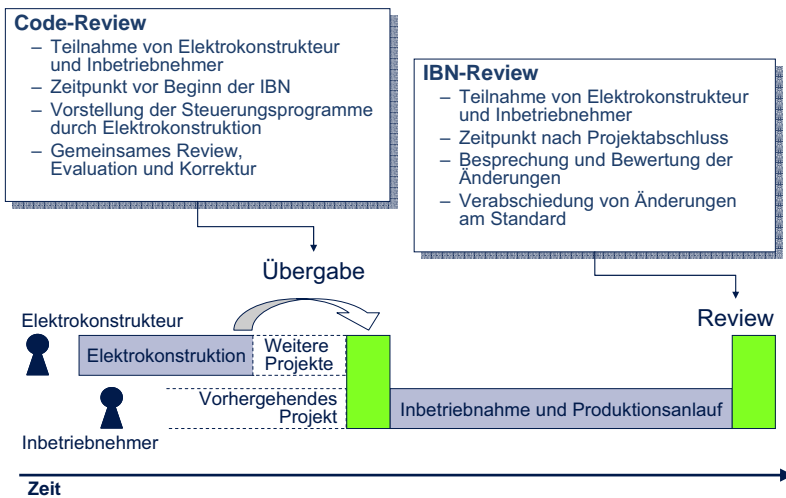 Code-Review
– Teilnahme von Elektrokonstrukteur
und Inbetriebnehmer
– Zeitpunkt vor Beginn der IBN
– Vorstellung der Steuerungsprogramme
durch Elektrokonstruktion
– Gemeinsames Review,
Evaluation und Korrektur
IBN-Review
– Teilnahme von Elektrokonstrukteur
und Inbetriebnehmer
– Zeitpunkt nach Projektabschluss
– Besprechung und Bewertung der
Änderungen
– Verabschiedung von Änderungen
am Standard
Übergabe
Review
Elektrokonstrukteur
Elektrokonstruktion
Weitere
Projekte
Vorhergehendes
Projekt
Inbetriebnahme und Produktionsanlauf
Inbetriebnehmer
Zeit